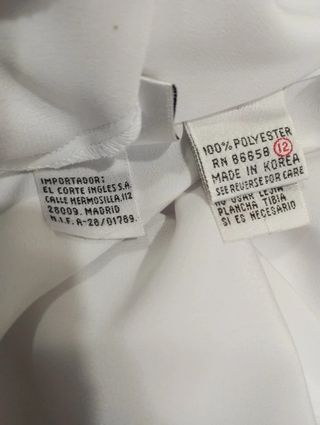 IMPORTADOR:
EL CORTE INGLES S.A.
CALLE HERMOSILLA, 112
28009. MADRID
N.I.F. A-28/01789.
100% POLYESTER
RN 86658 12
MADE IN KOREA
SEE REVERSE FOR CARE
NO USAR LEJIA
PLANCHA TIBIA
SI ES NECESARIO